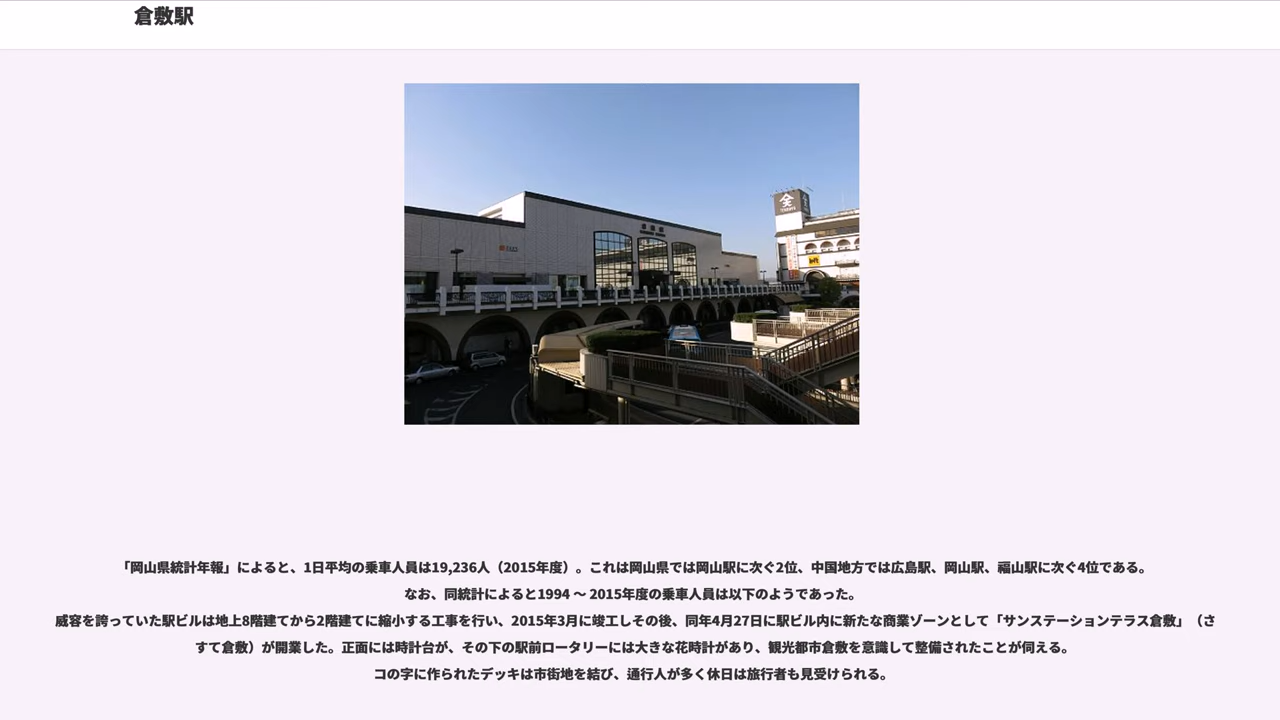 倉敷駅
「岡山県統計年報」によると、1日平均の乗車人員は19,236人（2015年度）。これは岡山県では岡山駅に次ぐ2位、中国地方では広島駅、岡山駅、福山駅に次ぐ4位である。
なお、同統計によると1994 〜 2015年度の乗車人員は以下のようであった。
威容を誇っていた駅ビルは地上8階建てから2階建てに縮小する工事を行い、2015年3月に竣工しその後、同年4月27日に駅ビル内に新たな商業ゾーンとして「サンステーションテラス倉敷」（さ
すて倉敷）が開業した。正面には時計台が、その下の駅前ロータリーには大きな花時計があり、観光都市倉敷を意識して整備されたことが伺える。
コの字に作られたデッキは市街地を結び、通行人が多く休日は旅行者も見受けられる。